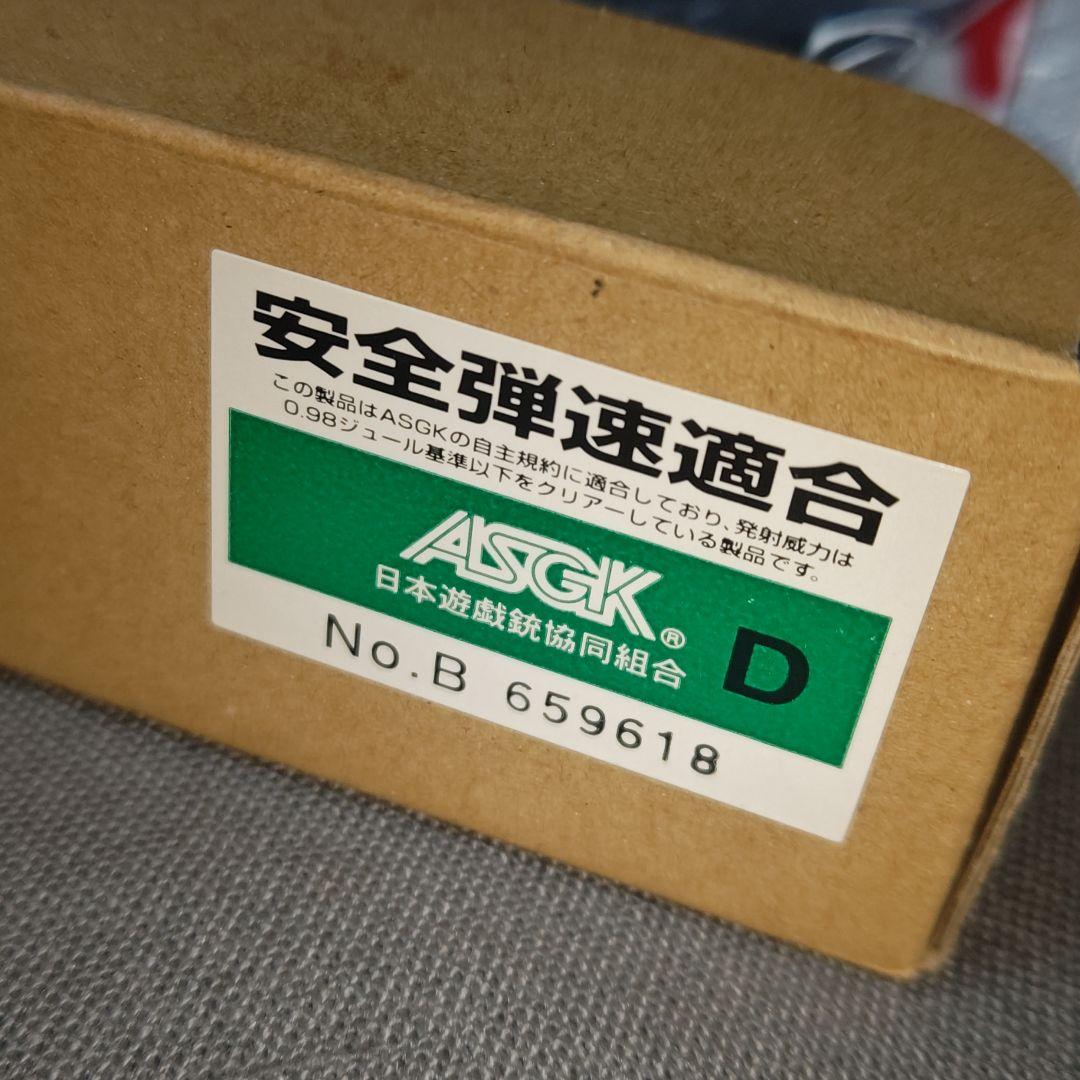 安全弾速適合
この製品はASGKの自主規約に適合しており、発射威力は
0.98ジュール基準以下をクリアーしている製品です。
ASGK®
日本遊戯銃協同組合
D
No.B 659618